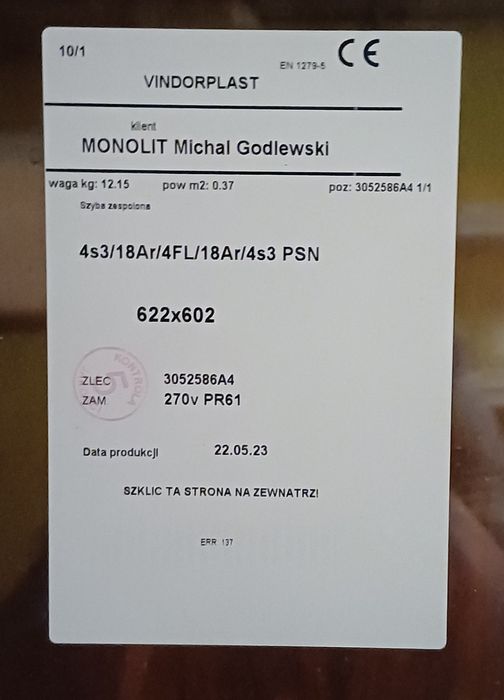 10/1
EN 1279-5 CE
VINDORPLAST
klient
MONOLIT Michal Godlewski
waga kg: 12.15 pow m2: 0.37 poz: 3052586A4 1/1
Szyba zespolona
4s3/18Ar/4FL/18Ar/4s3 PSN
622x602
KONTROLA
ZLEC 3052586A4
ZAM 270v PR61
Data produkcji 22.05.23
SZKLIC TA STRONA NA ZEWNATRZ!
ERR 137